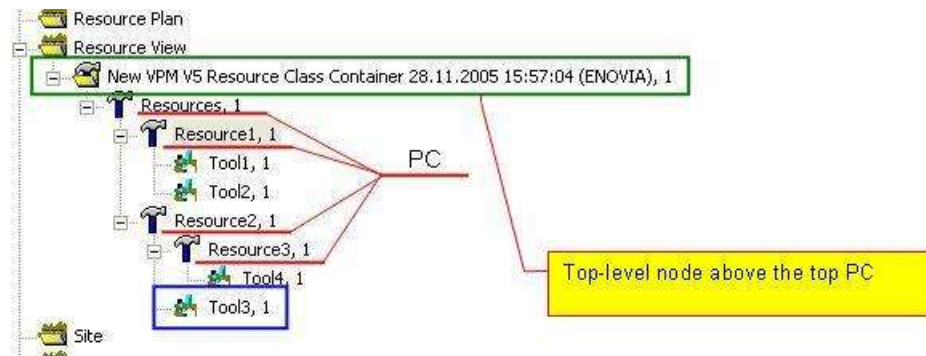 Resource Plan
Resource View
New VPM V5 Resource Class Container 28.11.2005 15:57:04 (ENOVIA), 1
Resources, 1
Resource1, 1
PC
Tool1, 1
Tool2, 1
Resource2, 1
Resource3, 1
Top-level node above the top PC
Tool4, 1
Tool3, 1
Site